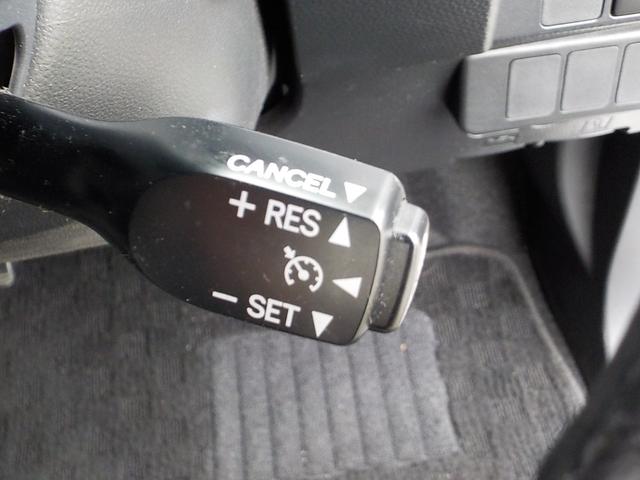 CANCEL ▼
+ RES ▲
◀
− SET ▼